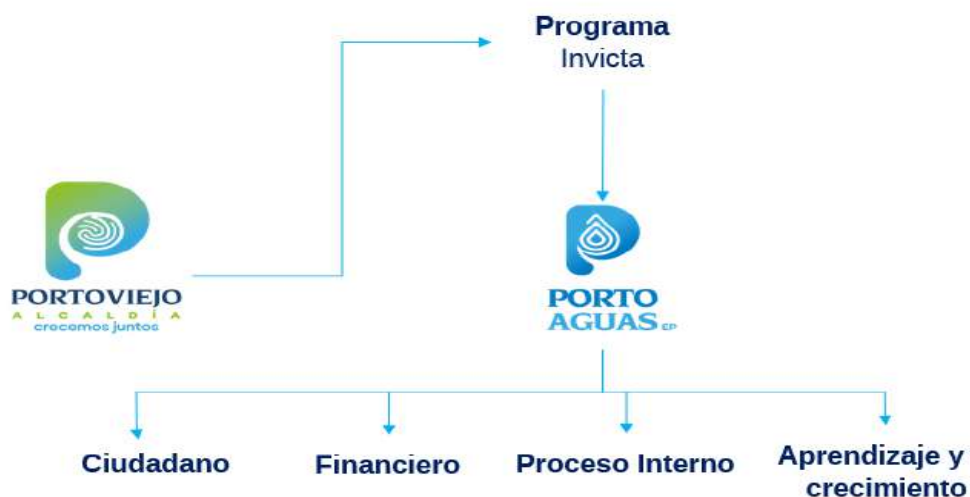 Programa
Invicta
PORTOVIEJO
ALCALDÍA
crecemos juntos
PORTO
AGUAS EP
Ciudadano
Financiero
Proceso Interno
Aprendizaje y
crecimiento